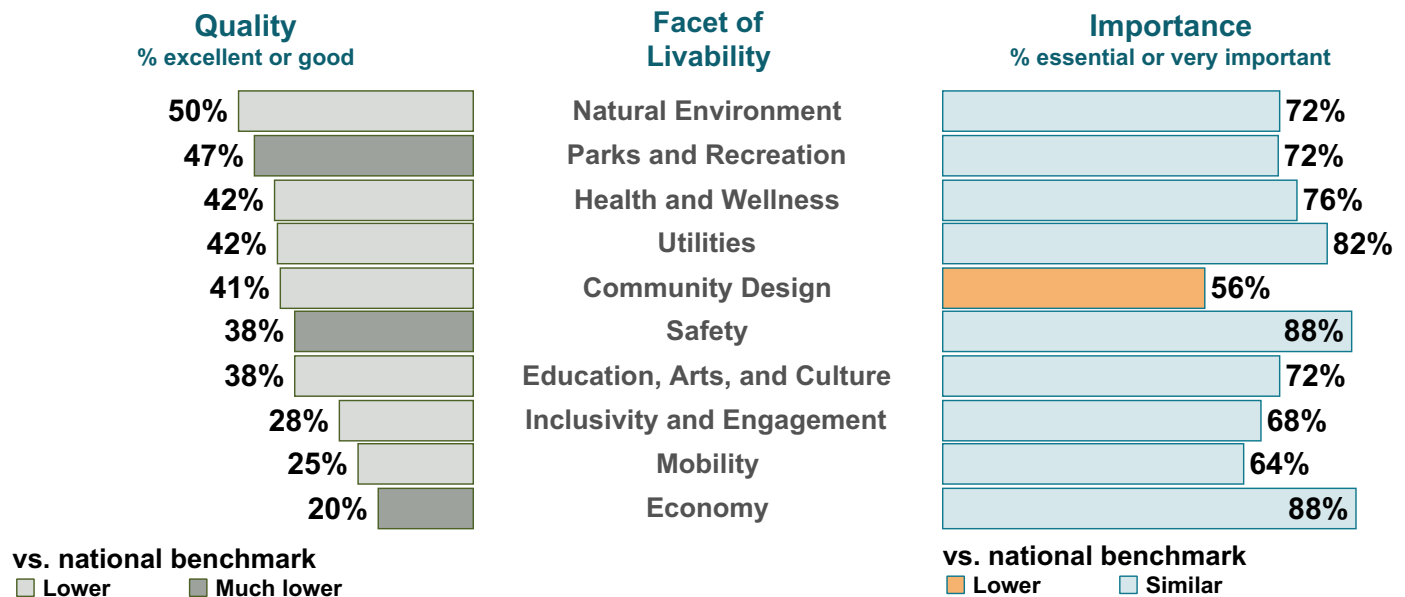 Quality
% excellent or good
Facet of
Livability
Importance
% essential or very important
50% Natural Environment 72%
47% Parks and Recreation 72%
42% Health and Wellness 76%
42% Utilities 82%
41% Community Design 56%
38% Safety 88%
38% Education, Arts, and Culture 72%
28% Inclusivity and Engagement 68%
25% Mobility 64%
20% Economy 88%
vs. national benchmark
Lower Much lower
vs. national benchmark
Lower Similar